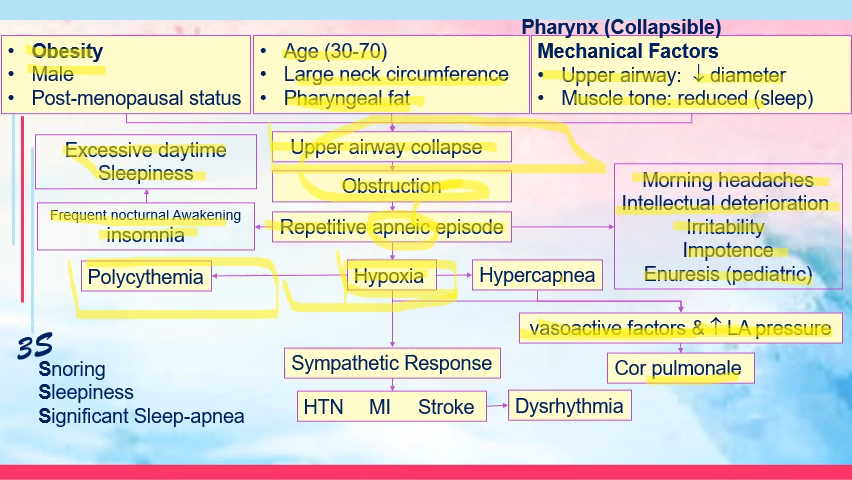 Pharynx (Collapsible)
• Obesity
• Male
• Post-menopausal status
• Age (30-70)
• Large neck circumference
• Pharyngeal fat
Mechanical Factors
• Upper airway: ↓ diameter
• Muscle tone: reduced (sleep)
Excessive daytime
Sleepiness
Upper airway collapse
Obstruction
Frequent nocturnal Awakening
insomnia
Repetitive apneic episode
Morning headaches
Intellectual deterioration
Irritability
Impotence
Enuresis (pediatric)
Polycythemia
Hypoxia
Hypercapnea
vasoactive factors & ↑ LA pressure
Cor pulmonale
3S
Snoring
Sleepiness
Significant Sleep-apnea
Sympathetic Response
HTN MI Stroke
Dysrhythmia